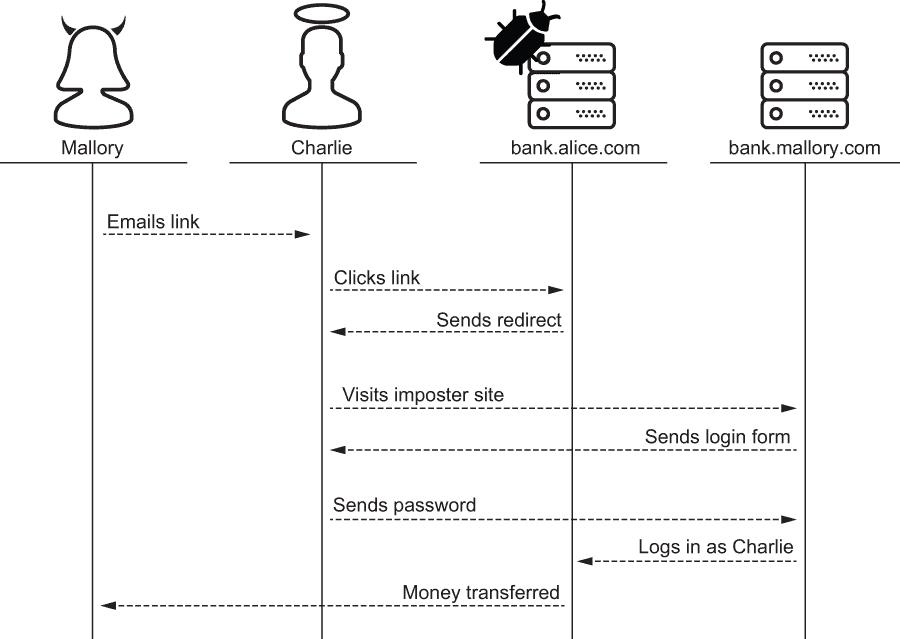 Mallory
Charlie
bank.alice.com
bank.mallory.com
Emails link
Clicks link
Sends redirect
Visits imposter site
Sends login form
Sends password
Logs in as Charlie
Money transferred